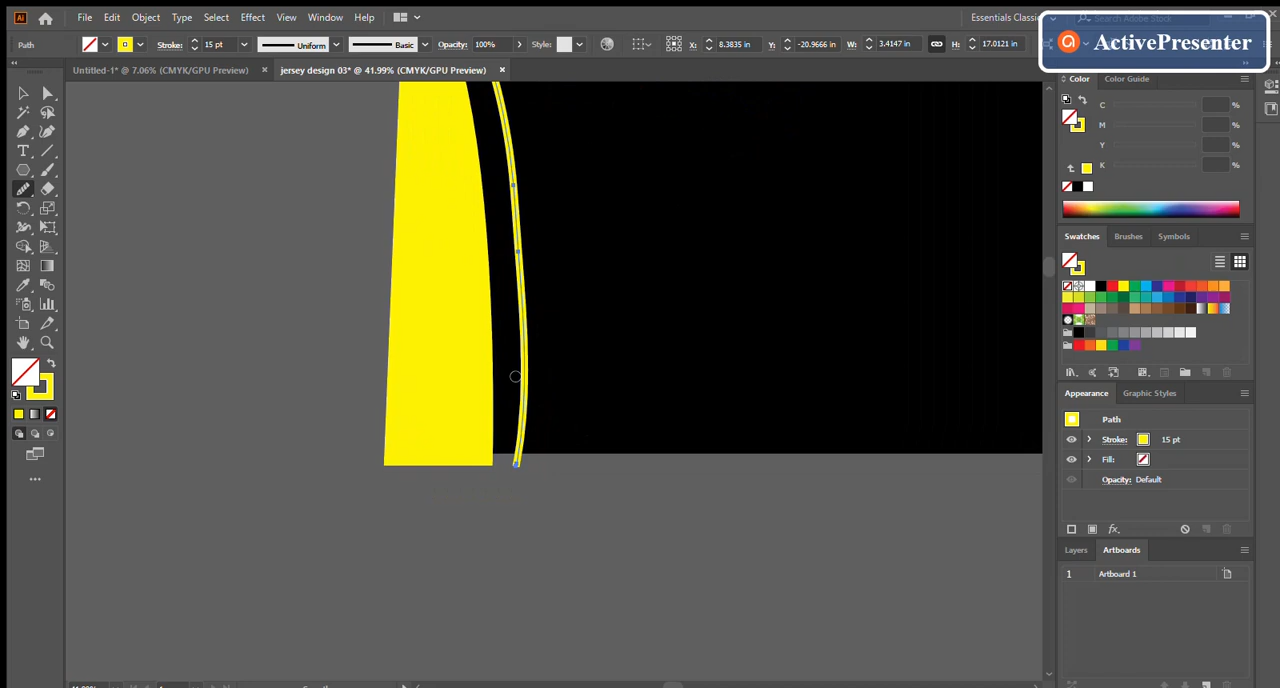 Ai File Edit Object Type Select Effect View Window Help Essentials Classic Search Adobe Stock
ActivePresenter
Path Stroke: 15 pt Uniform Basic Opacity: 100% Style: X: 8.3835 in Y: -20.9666 in W: 3.4147 in H: 17.0121 in
Untitled-1* @ 7.06% (CMYK/GPU Preview) × jersey design 03* @ 41.99% (CMYK/GPU Preview) ×
Color Color Guide
C %
M %
Y %
K %
Swatches Brushes Symbols
Appearance Graphic Styles
Path
Stroke: 15 pt
Fill:
Opacity: Default
fx
Layers Artboards
1 Artboard 1